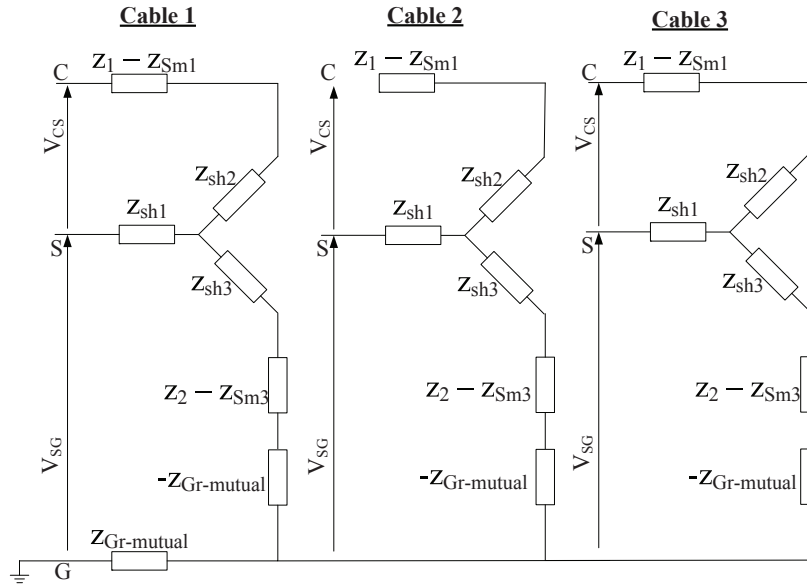 Cable 1
Cable 2
Cable 3
C
z1 – zSm1
C
z1 – zSm1
C
z1 – zSm1
VCS
VCS
VCS
zsh2
zsh2
zsh2
zsh1
zsh1
zsh1
S
S
S
zsh3
zsh3
zsh3
z2 – zSm3
z2 – zSm3
z2 – zSm3
VSG
VSG
VSG
-zGr-mutual
-zGr-mutual
-zGr-mutual
zGr-mutual
G